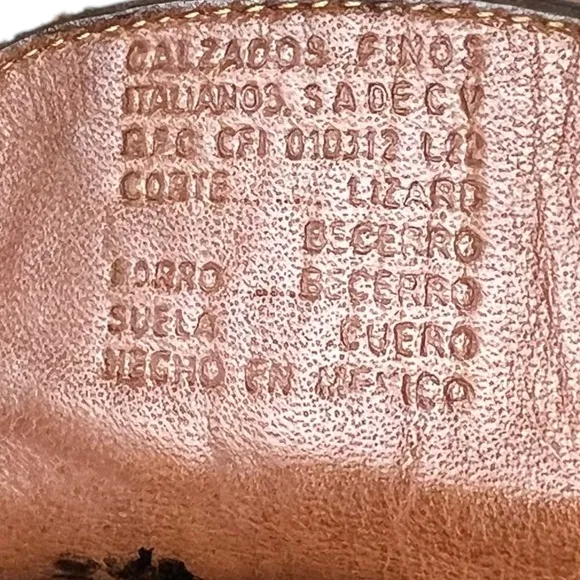 CALZADOS FINOS
ITALIANOS, S A DE C V
R.F.C CFI 010312 L22
CORTE ........ LIZARD
BECERRO
FORRO ....BECERRO
SUELA CUERO
HECHO EN MEXICO